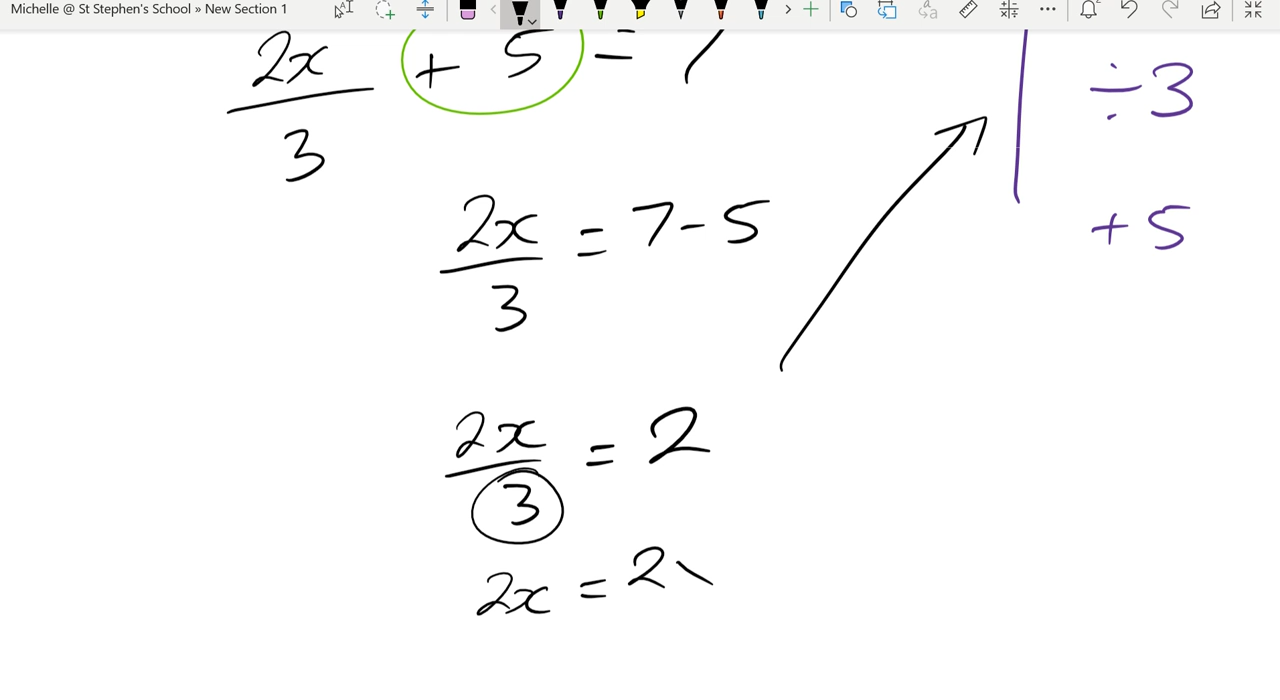 Michelle @ St Stephen's School » New Section 1
2x/3 + 5 = 7
÷3
2x/3 = 7-5
+5
2x/3 = 2
2x = 2